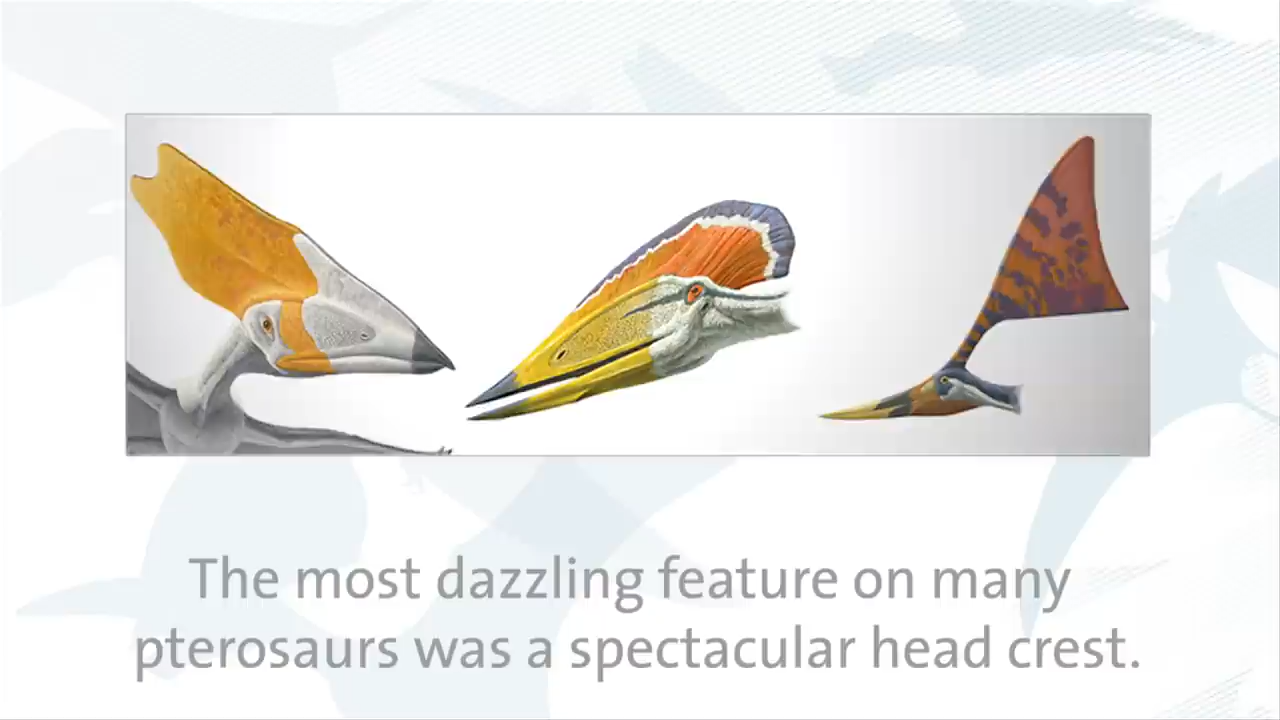 The most dazzling feature on many
pterosaurs was a spectacular head crest.